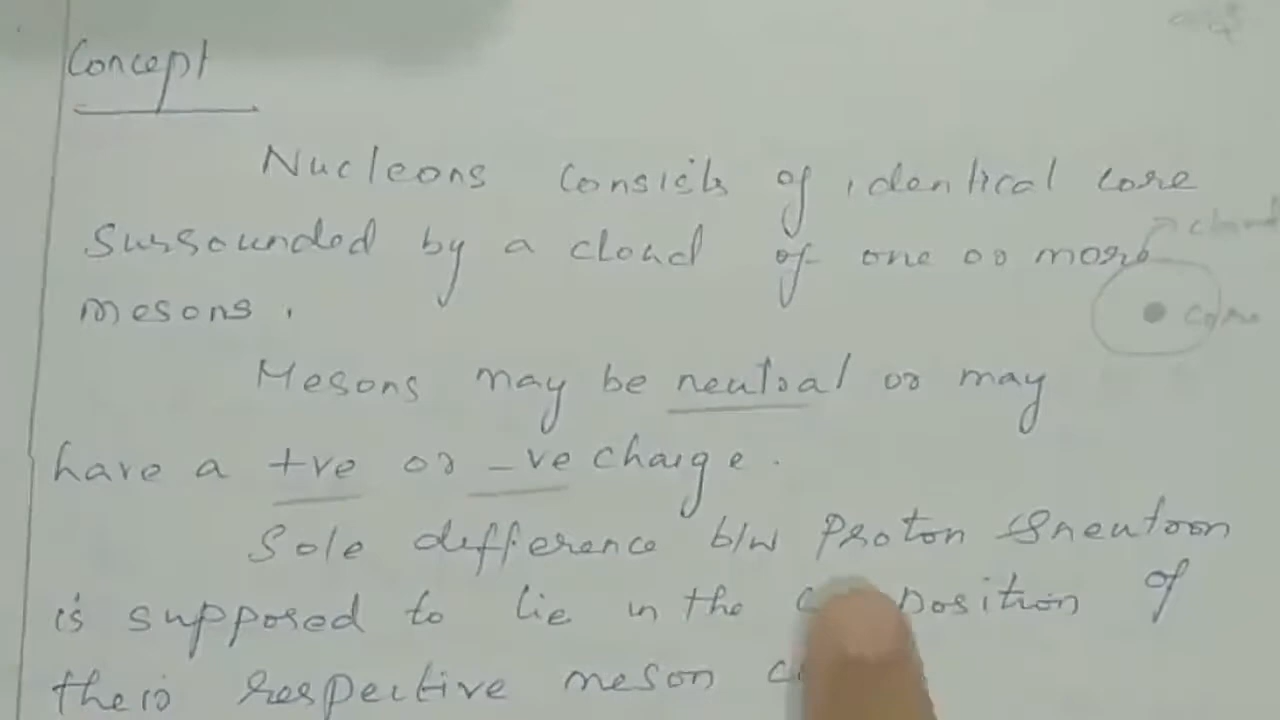 Concept
Nucleons consists of identical core
surrounded by a cloud of one or more
cloud
mesons.
core
Mesons may be neutral or may
have a +ve or -ve charge.
Sole difference b/w Proton & neutron
is supposed to lie in the position of
their respective meson